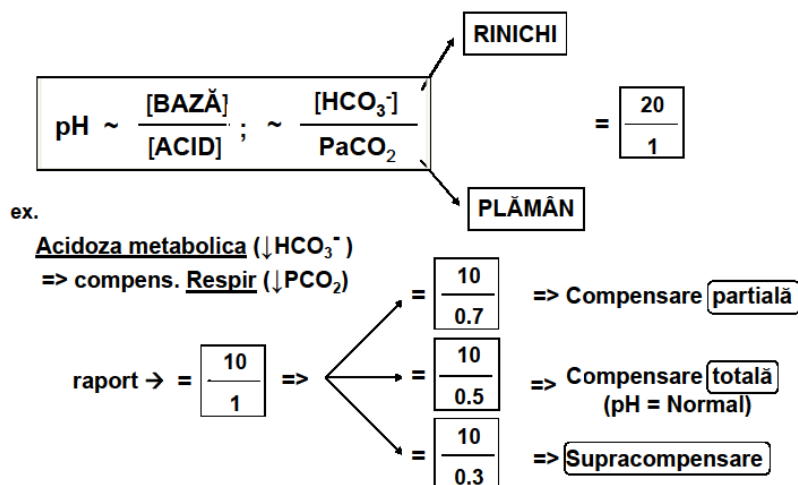 RINICHI
pH ~ [BAZĂ] / [ACID] ; ~ [HCO₃⁻] / PaCO₂ = 20 / 1
PLĂMÂN
ex.
Acidoza metabolica (↓HCO₃⁻ )
=> compens. Respir (↓PCO₂)
= 10 / 0.7 => Compensare partială
raport → = 10 / 1 => = 10 / 0.5 => Compensare totală
(pH = Normal)
= 10 / 0.3 => Supracompensare